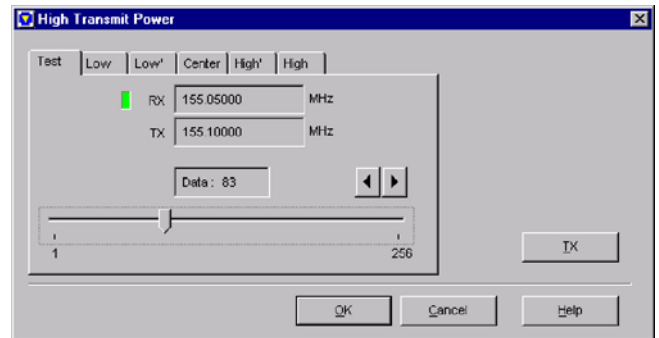 High Transmit Power
Test Low Low' Center High' High
RX 155.05000 MHz
TX 155.10000 MHz
Data : 83
1 256
TX
OK Cancel Help